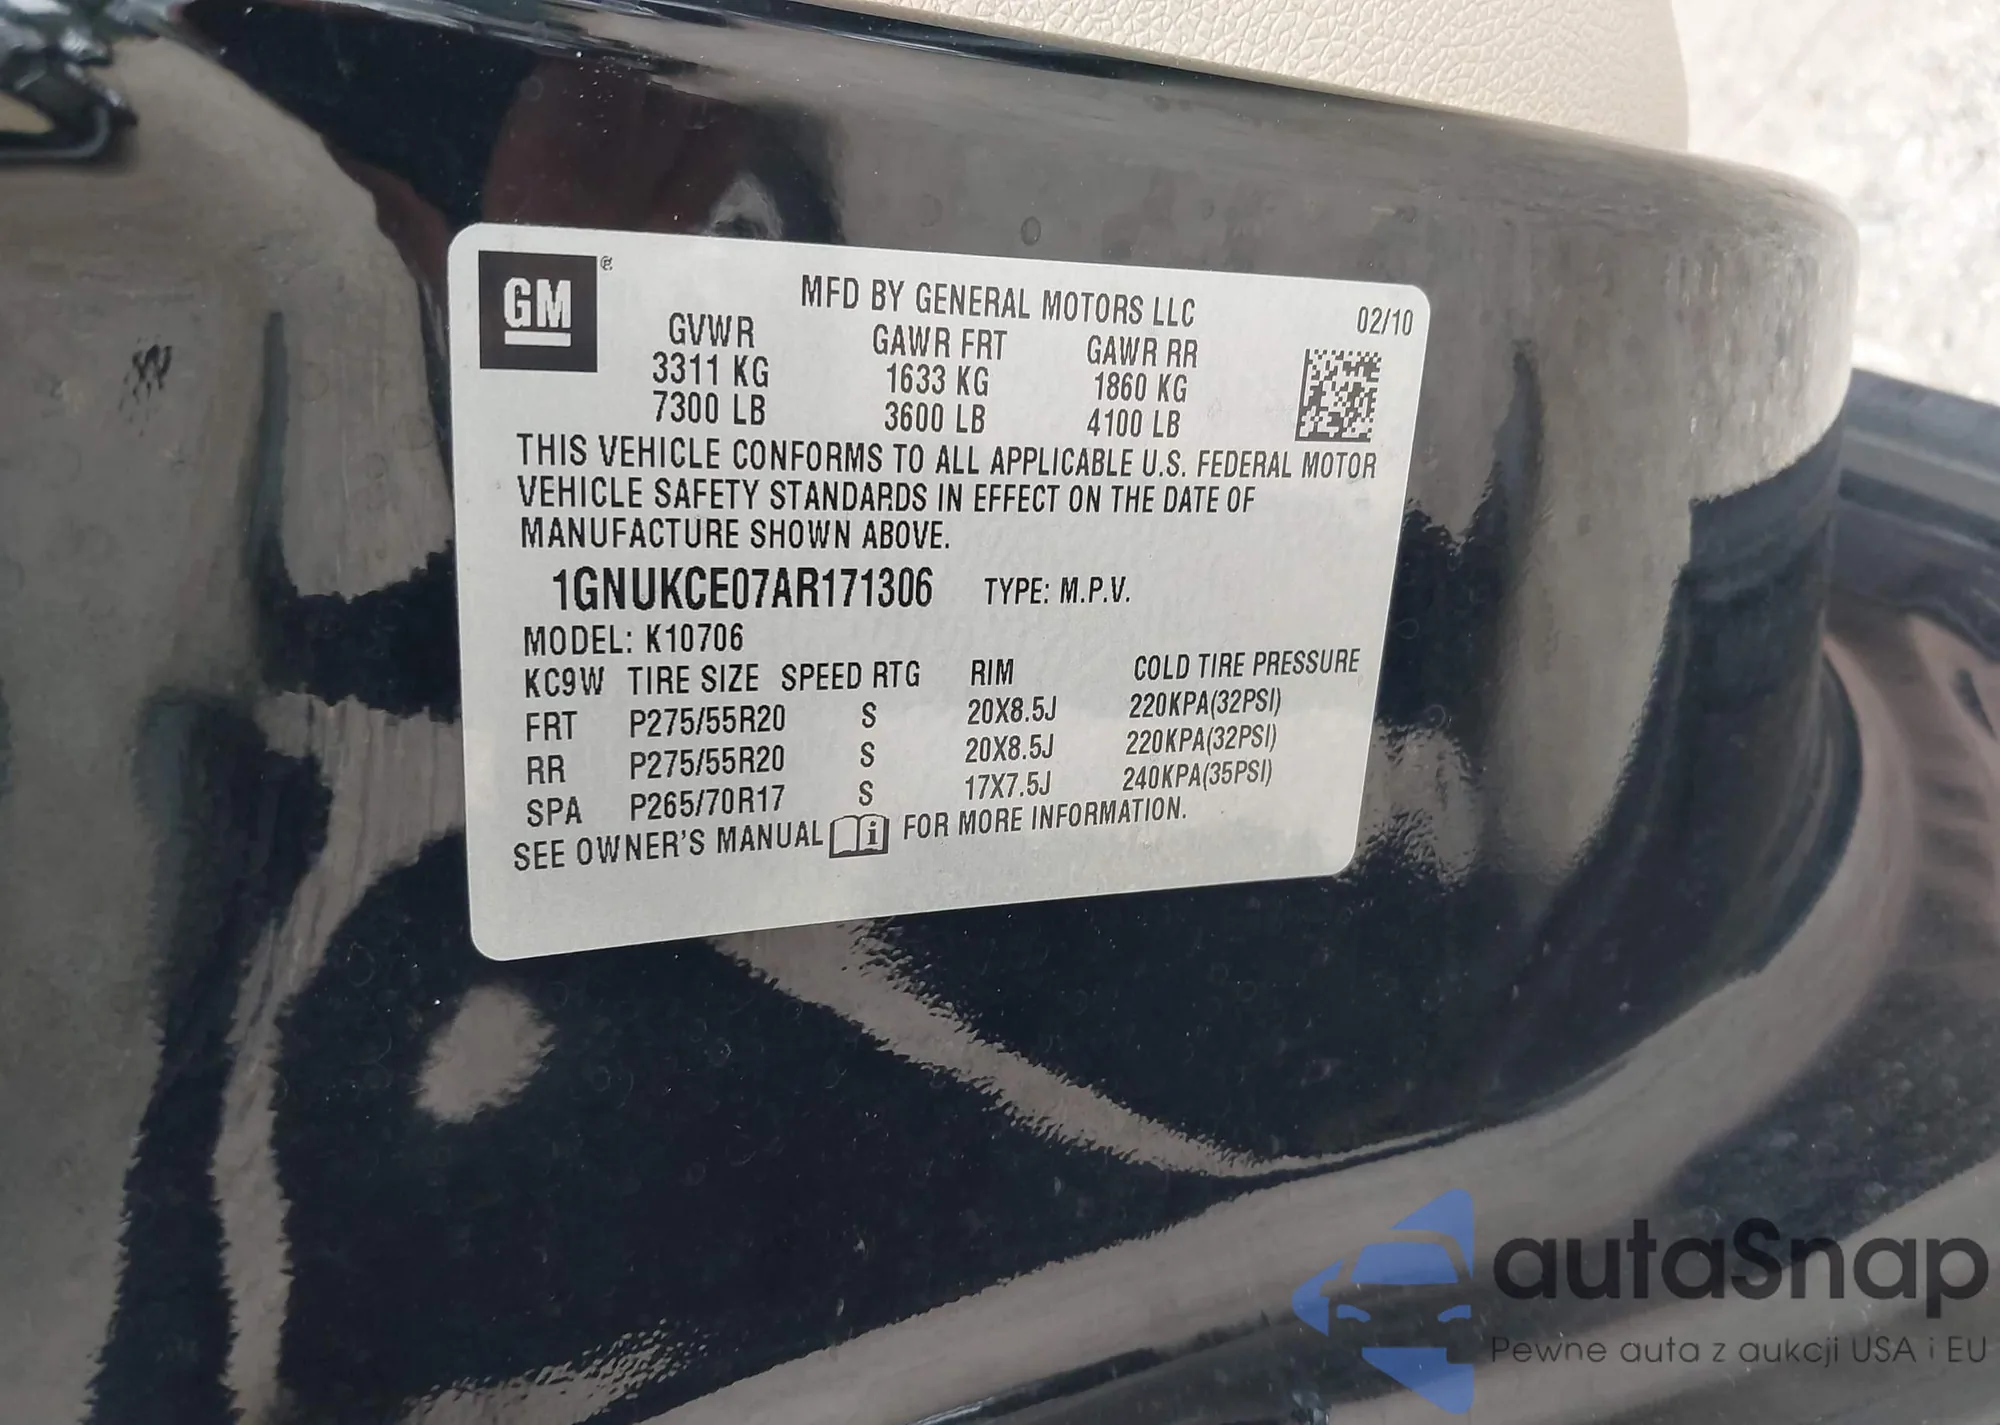 GM
MFD BY GENERAL MOTORS LLC 02/10
GVWR GAWR FRT GAWR RR
3311 KG 1633 KG 1860 KG
7300 LB 3600 LB 4100 LB
THIS VEHICLE CONFORMS TO ALL APPLICABLE U.S. FEDERAL MOTOR
VEHICLE SAFETY STANDARDS IN EFFECT ON THE DATE OF
MANUFACTURE SHOWN ABOVE.
1GNUKCE07AR171306 TYPE: M.P.V.
MODEL: K10706
KC9W TIRE SIZE SPEED RTG RIM COLD TIRE PRESSURE
FRT P275/55R20 S 20X8.5J 220KPA(32PSI)
RR P275/55R20 S 20X8.5J 220KPA(32PSI)
SPA P265/70R17 S 17X7.5J 240KPA(35PSI)
SEE OWNER'S MANUAL i FOR MORE INFORMATION.
autaSnap
Pewne auta z aukcji USA i EU